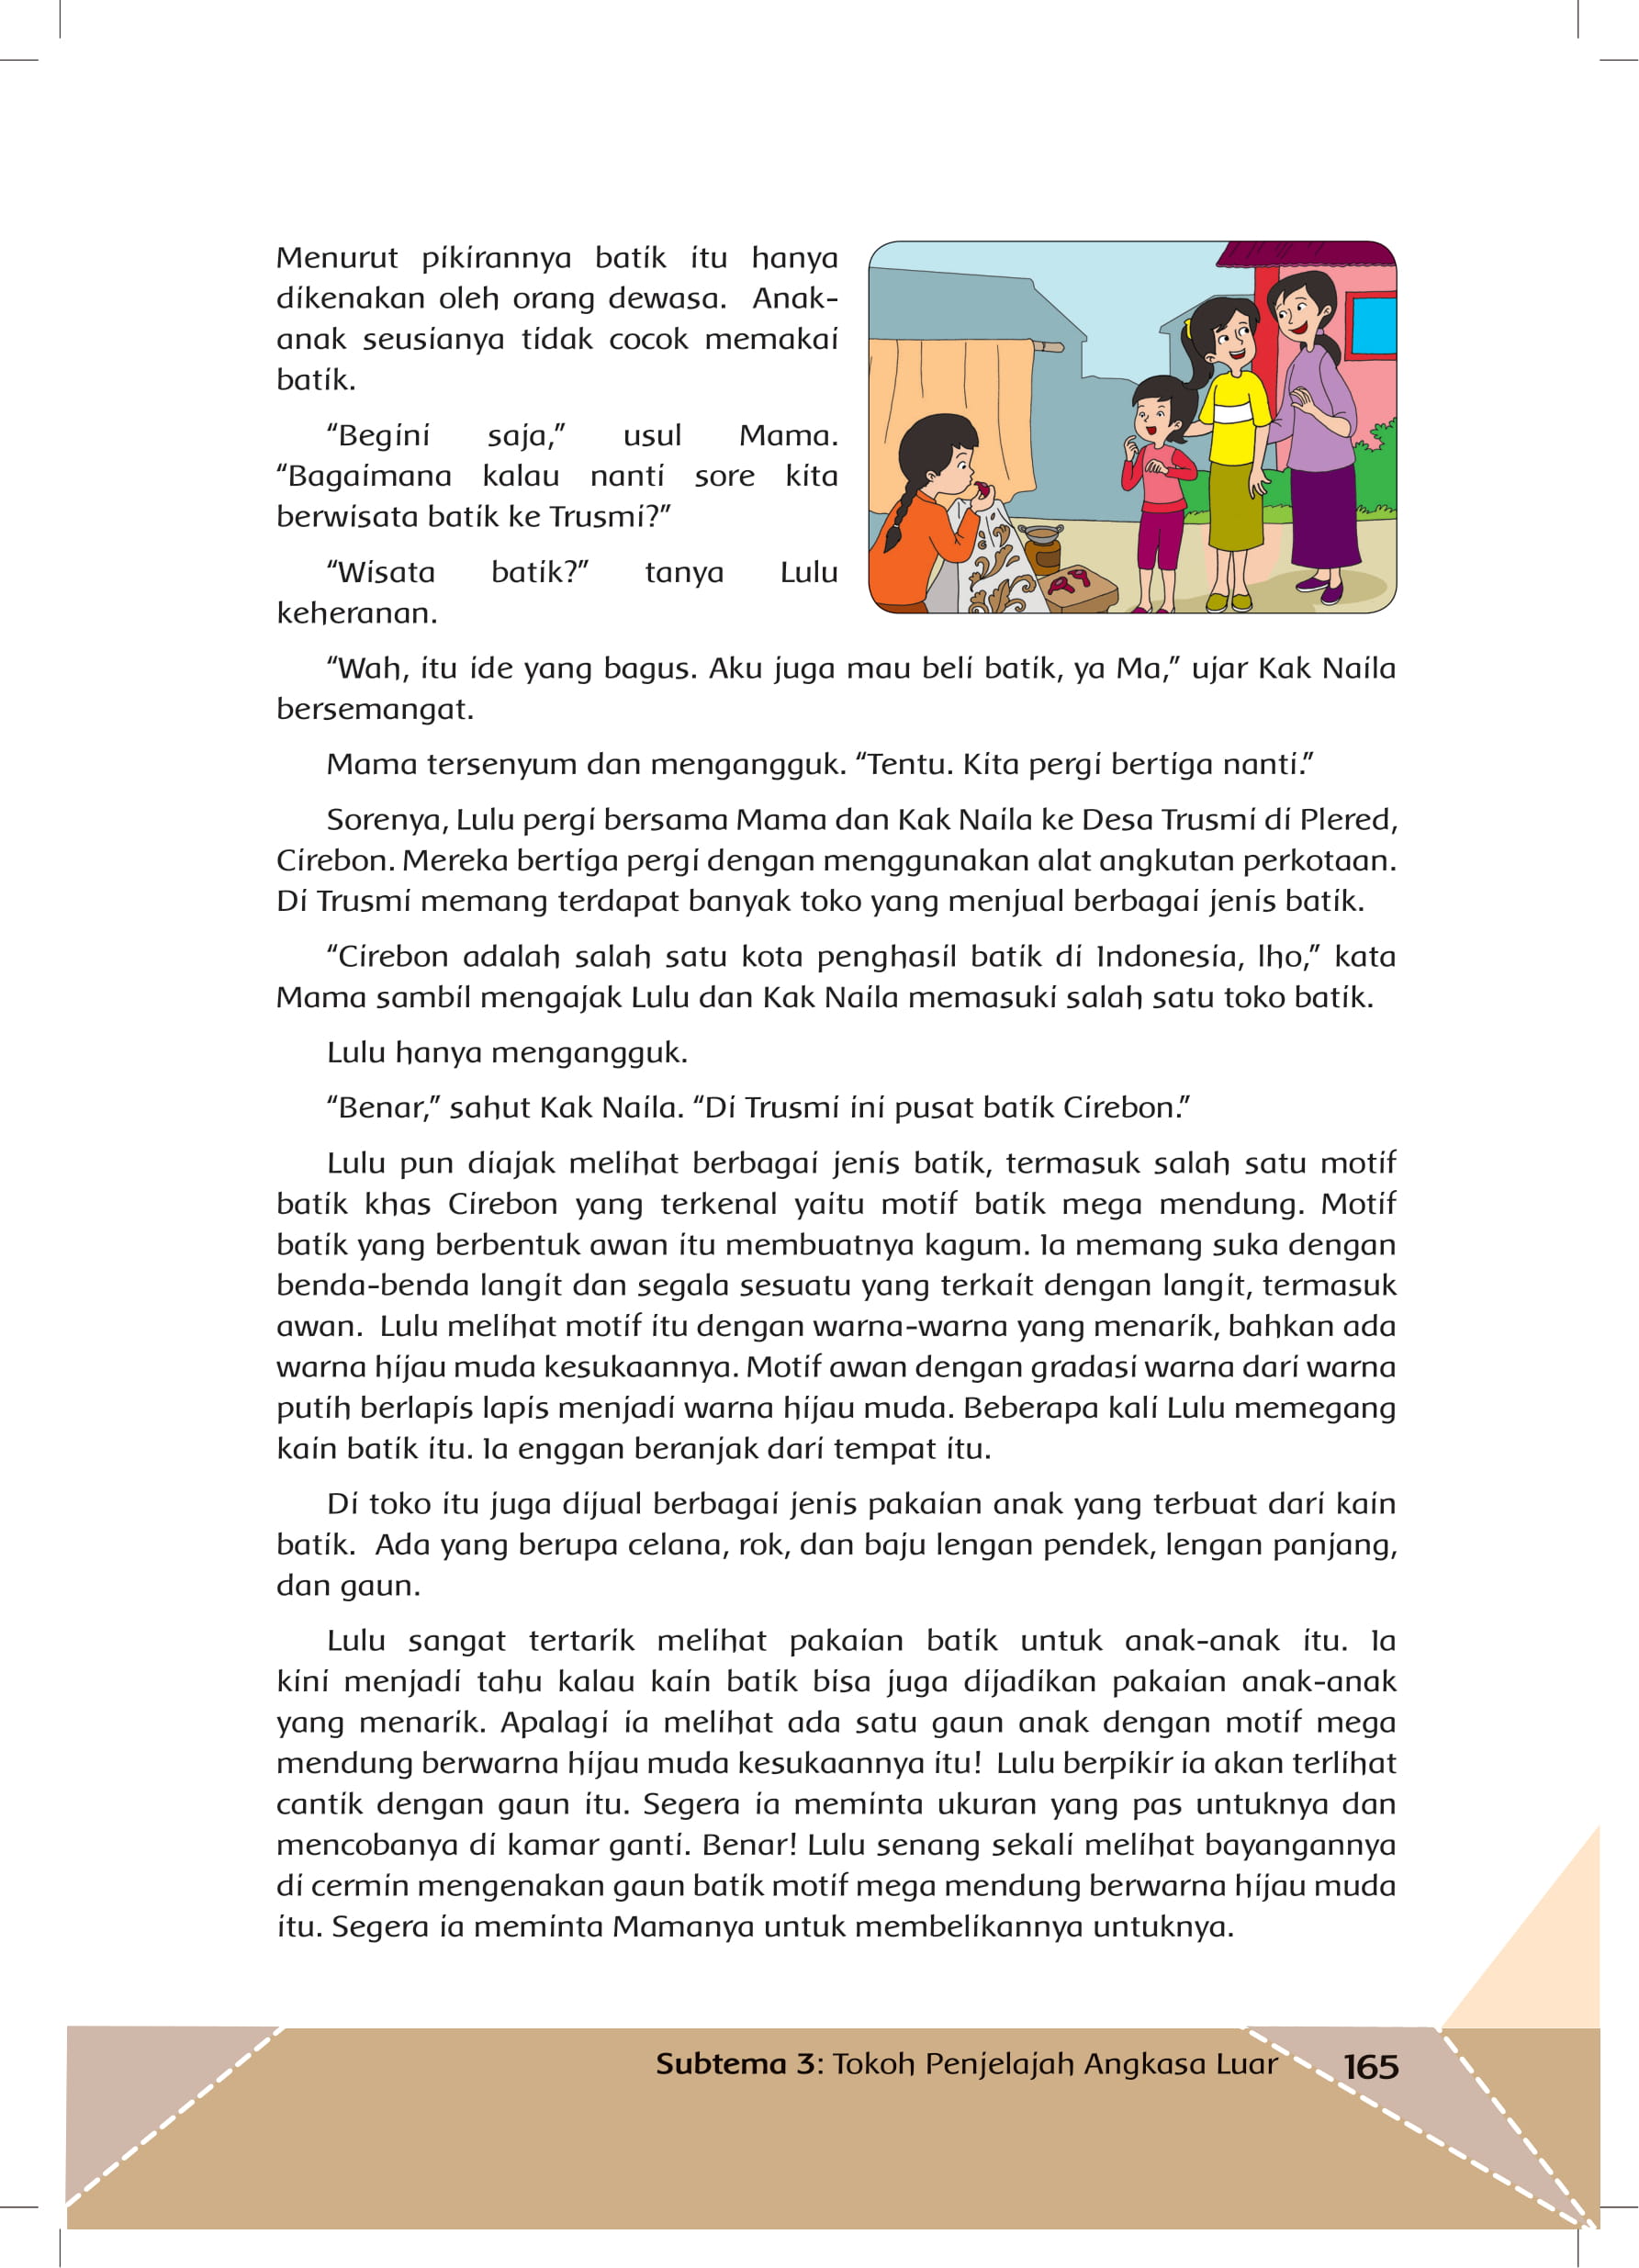 Menurut pikirannya batik itu hanya
dikenakan oleh orang dewasa. Anak-
anak seusianya tidak cocok memakai
batik.
“Begini saja,” usul Mama.
“Bagaimana kalau nanti sore kita
berwisata batik ke Trusmi?”
“Wisata batik?” tanya Lulu
keheranan.
“Wah, itu ide yang bagus. Aku juga mau beli batik, ya Ma,” ujar Kak Naila
bersemangat.
Mama tersenyum dan mengangguk. “Tentu. Kita pergi bertiga nanti.”
Sorenya, Lulu pergi bersama Mama dan Kak Naila ke Desa Trusmi di Plered,
Cirebon. Mereka bertiga pergi dengan menggunakan alat angkutan perkotaan.
Di Trusmi memang terdapat banyak toko yang menjual berbagai jenis batik.
“Cirebon adalah salah satu kota penghasil batik di Indonesia, lho,” kata
Mama sambil mengajak Lulu dan Kak Naila memasuki salah satu toko batik.
Lulu hanya mengangguk.
“Benar,” sahut Kak Naila. “Di Trusmi ini pusat batik Cirebon.”
Lulu pun diajak melihat berbagai jenis batik, termasuk salah satu motif
batik khas Cirebon yang terkenal yaitu motif batik mega mendung. Motif
batik yang berbentuk awan itu membuatnya kagum. Ia memang suka dengan
benda-benda langit dan segala sesuatu yang terkait dengan langit, termasuk
awan. Lulu melihat motif itu dengan warna-warna yang menarik, bahkan ada
warna hijau muda kesukaannya. Motif awan dengan gradasi warna dari warna
putih berlapis lapis menjadi warna hijau muda. Beberapa kali Lulu memegang
kain batik itu. Ia enggan beranjak dari tempat itu.
Di toko itu juga dijual berbagai jenis pakaian anak yang terbuat dari kain
batik. Ada yang berupa celana, rok, dan baju lengan pendek, lengan panjang,
dan gaun.
Lulu sangat tertarik melihat pakaian batik untuk anak-anak itu. Ia
kini menjadi tahu kalau kain batik bisa juga dijadikan pakaian anak-anak
yang menarik. Apalagi ia melihat ada satu gaun anak dengan motif mega
mendung berwarna hijau muda kesukaannya itu! Lulu berpikir ia akan terlihat
cantik dengan gaun itu. Segera ia meminta ukuran yang pas untuknya dan
mencobanya di kamar ganti. Benar! Lulu senang sekali melihat bayangannya
di cermin mengenakan gaun batik motif mega mendung berwarna hijau muda
itu. Segera ia meminta Mamanya untuk membelikannya untuknya.
Subtema 3: Tokoh Penjelajah Angkasa Luar 165